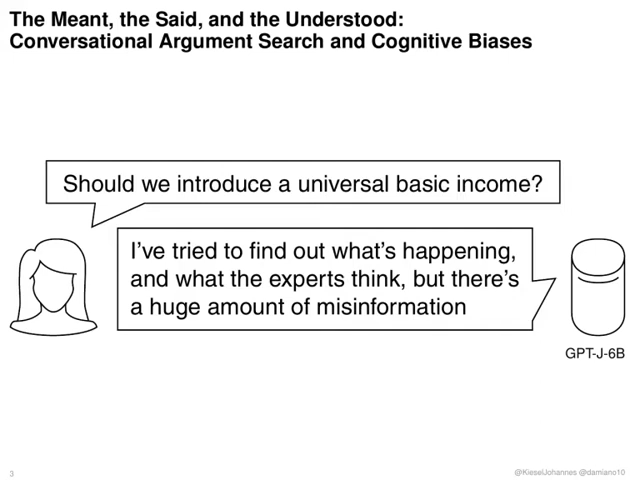 The Meant, the Said, and the Understood:
Conversational Argument Search and Cognitive Biases
Should we introduce a universal basic income?
I've tried to find out what's happening,
and what the experts think, but there's
a huge amount of misinformation
GPT-J-6B
3
@KieselJohannes @damiano10